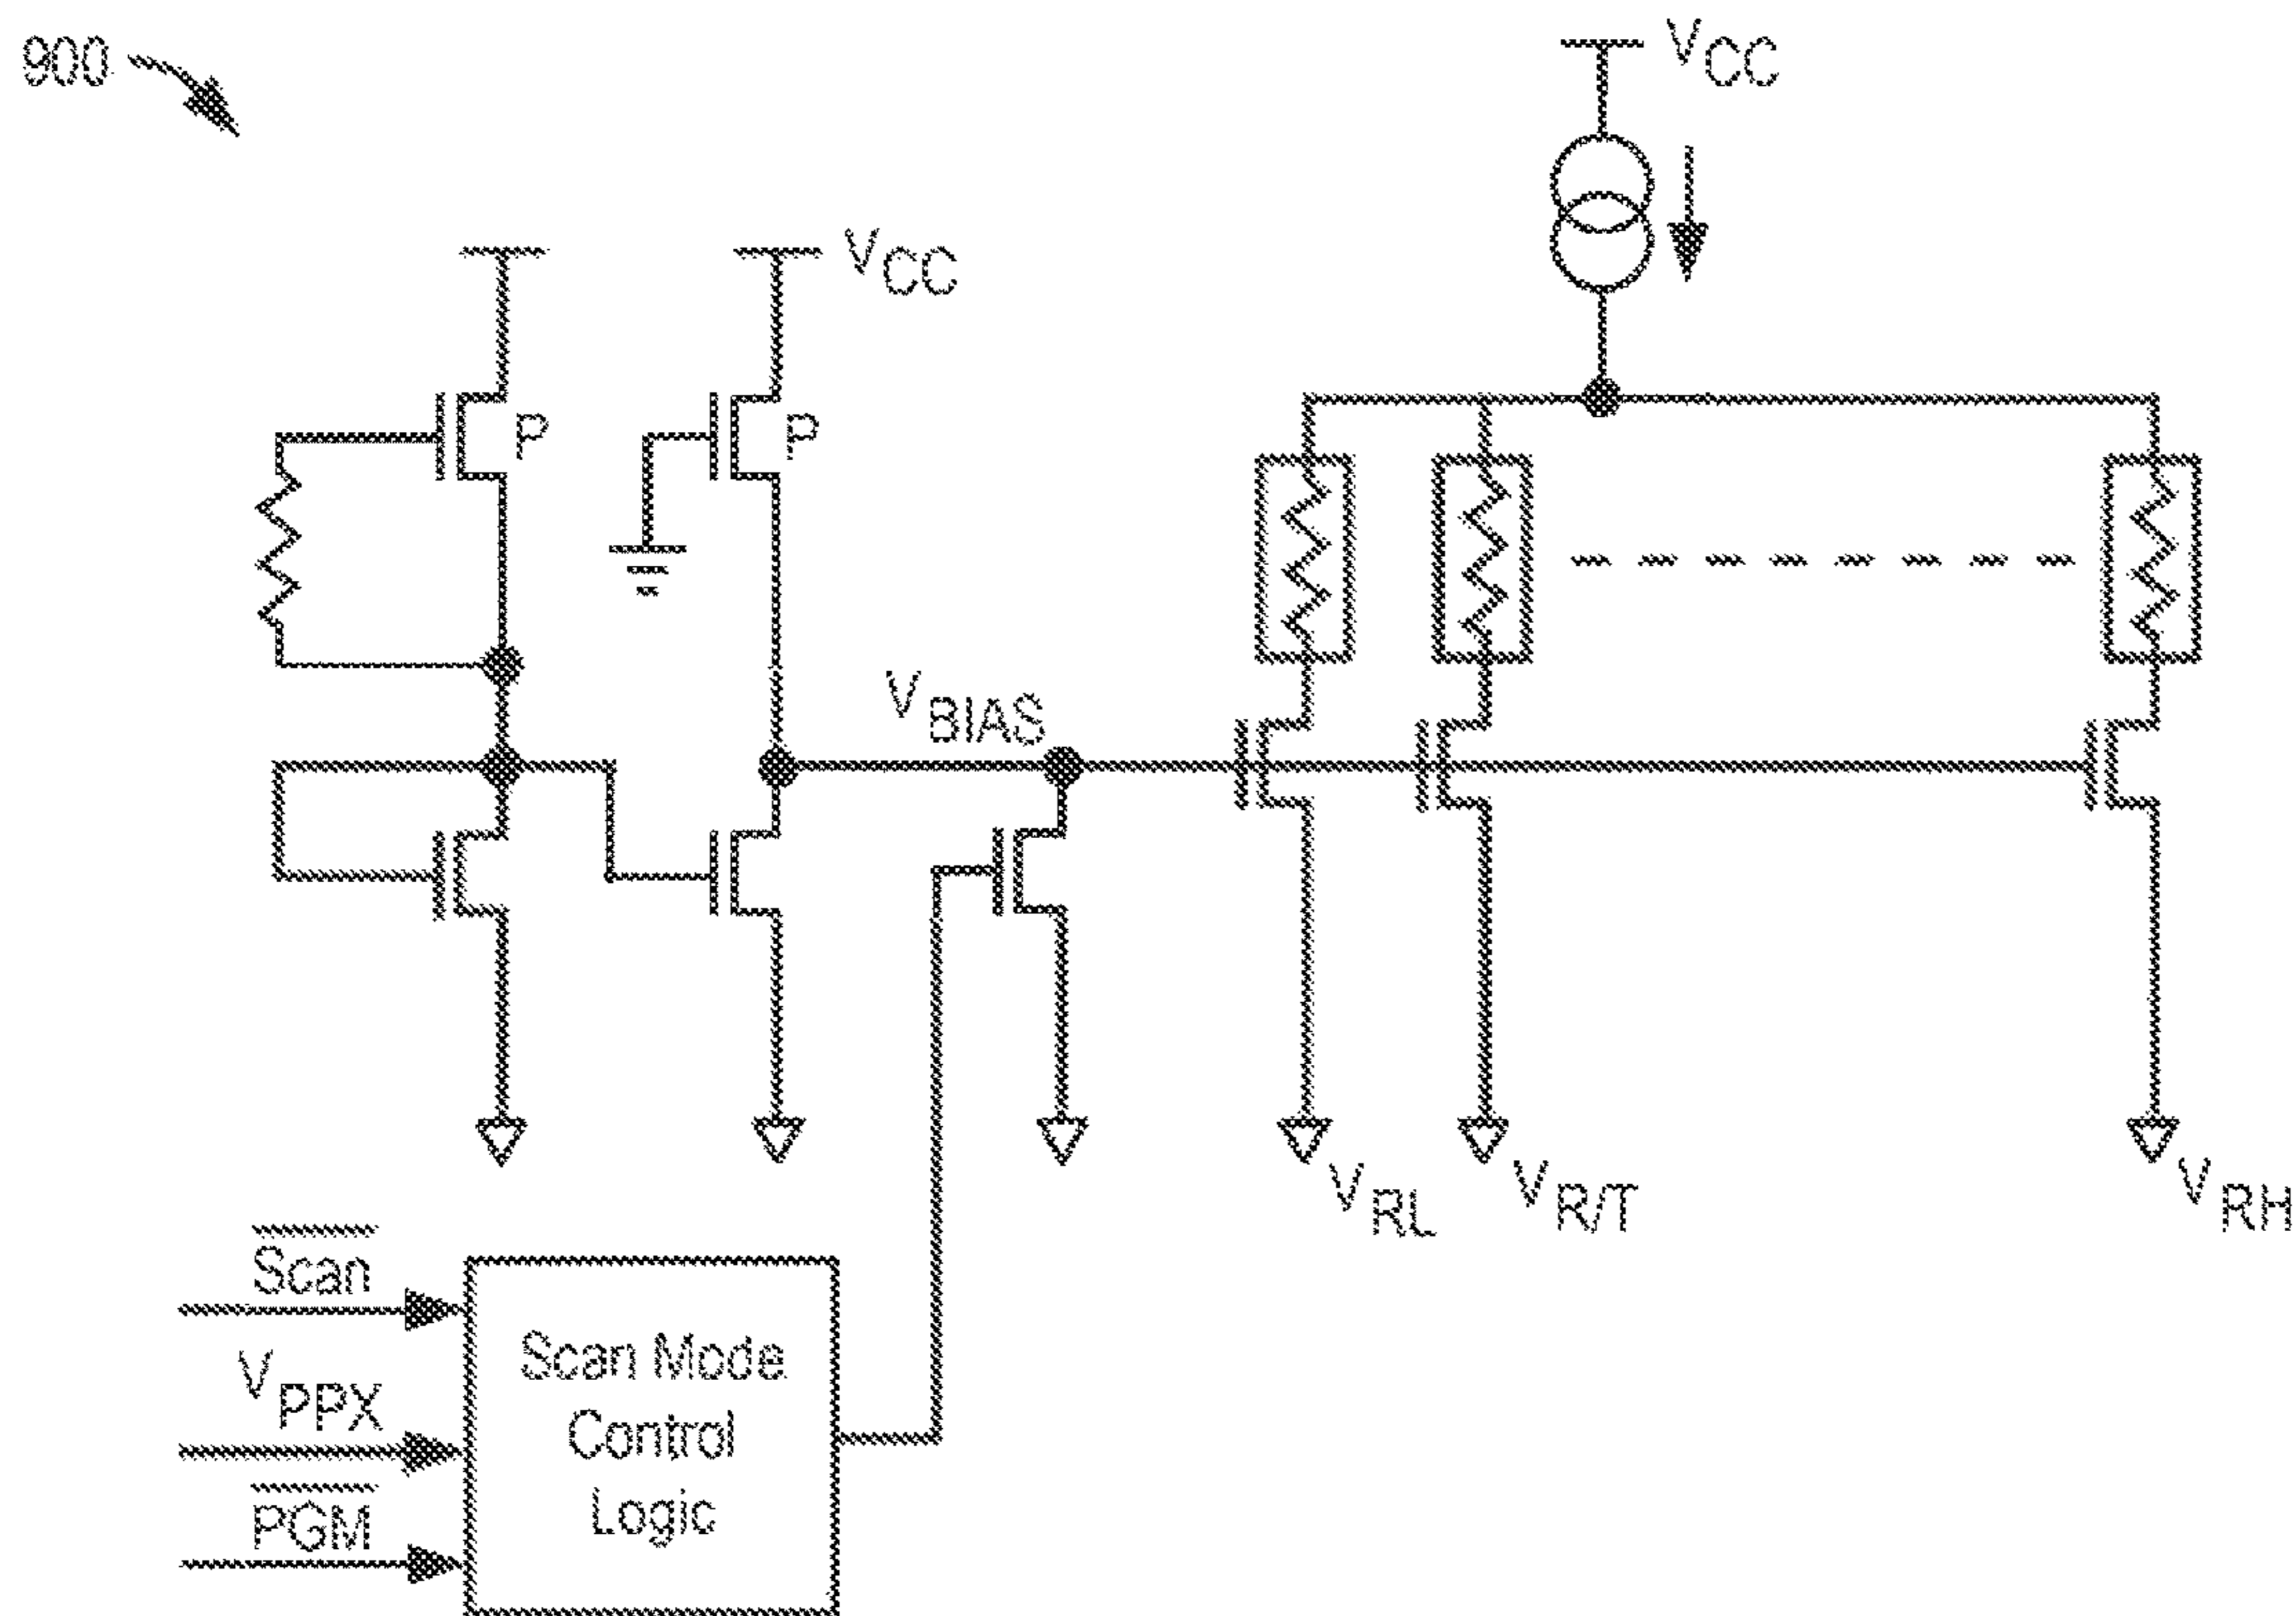 900
VCC
VCC
P
P
VBIAS
VRL
VR/T
VRH
Scan
VPPX
PGM
Scan Mode
Control
Logic